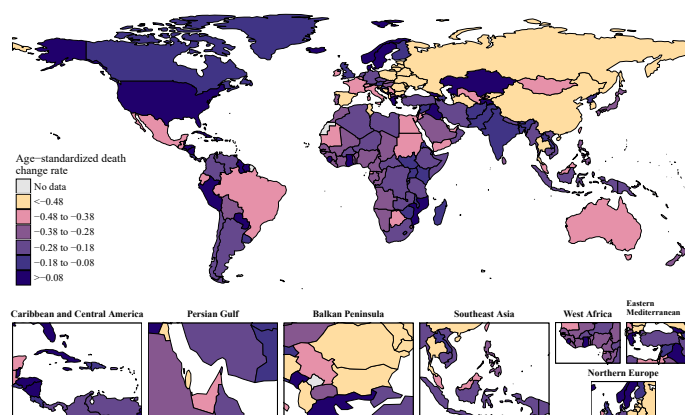 Age−standardized death
change rate
No data
<−0.48
−0.48 to −0.38
−0.38 to −0.28
−0.28 to −0.18
−0.18 to −0.08
>−0.08
Caribbean and Central America
Persian Gulf
Balkan Peninsula
Southeast Asia
West Africa
Eastern
Mediterranean
Northern Europe